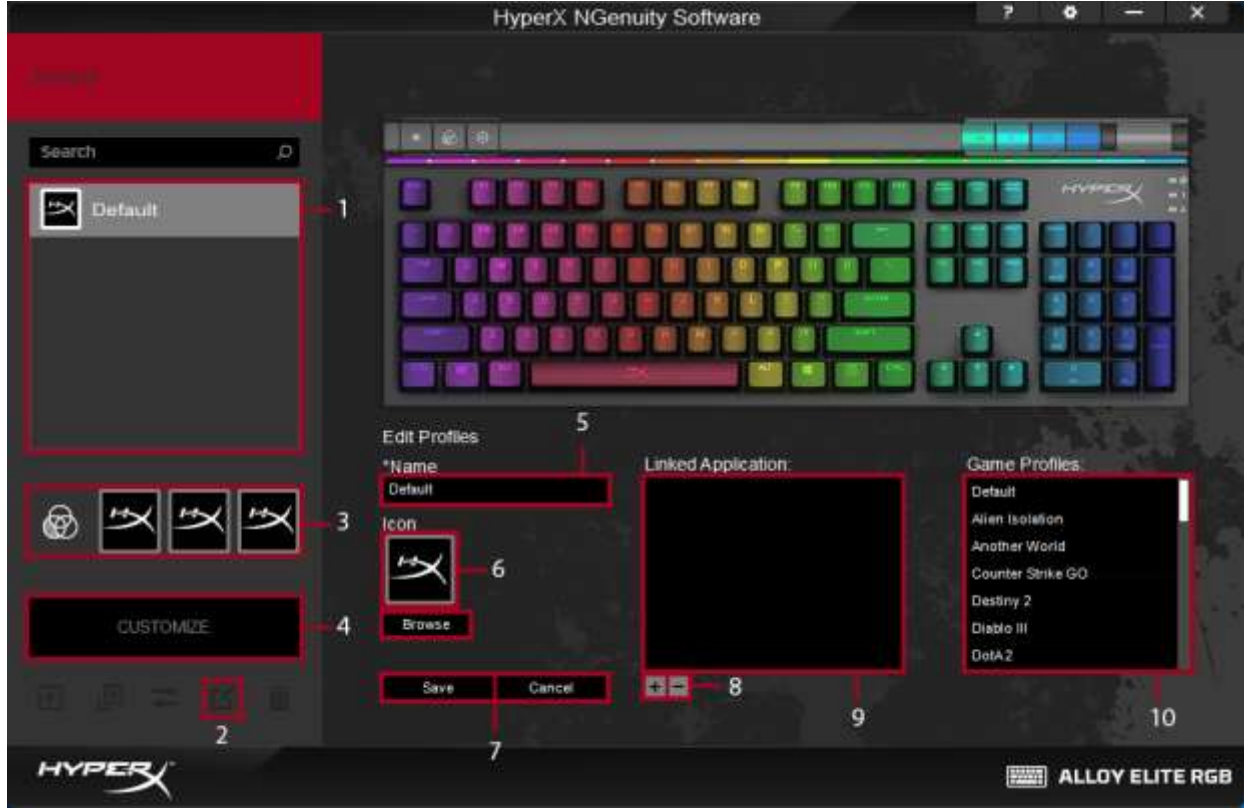 HyperX NGenuity Software
?
Search
Default
1
HYPERX
5
Edit Profiles
*Name
Default
Linked Application:
Game Profiles:
Default
Alien Isolation
Another World
Counter Strike GO
Destiny 2
Diablo III
DotA 2
3
Icon
6
Browse
CUSTOMIZE
4
Save
Cancel
+ −
8
2
7
9
10
HYPERX
ALLOY ELITE RGB